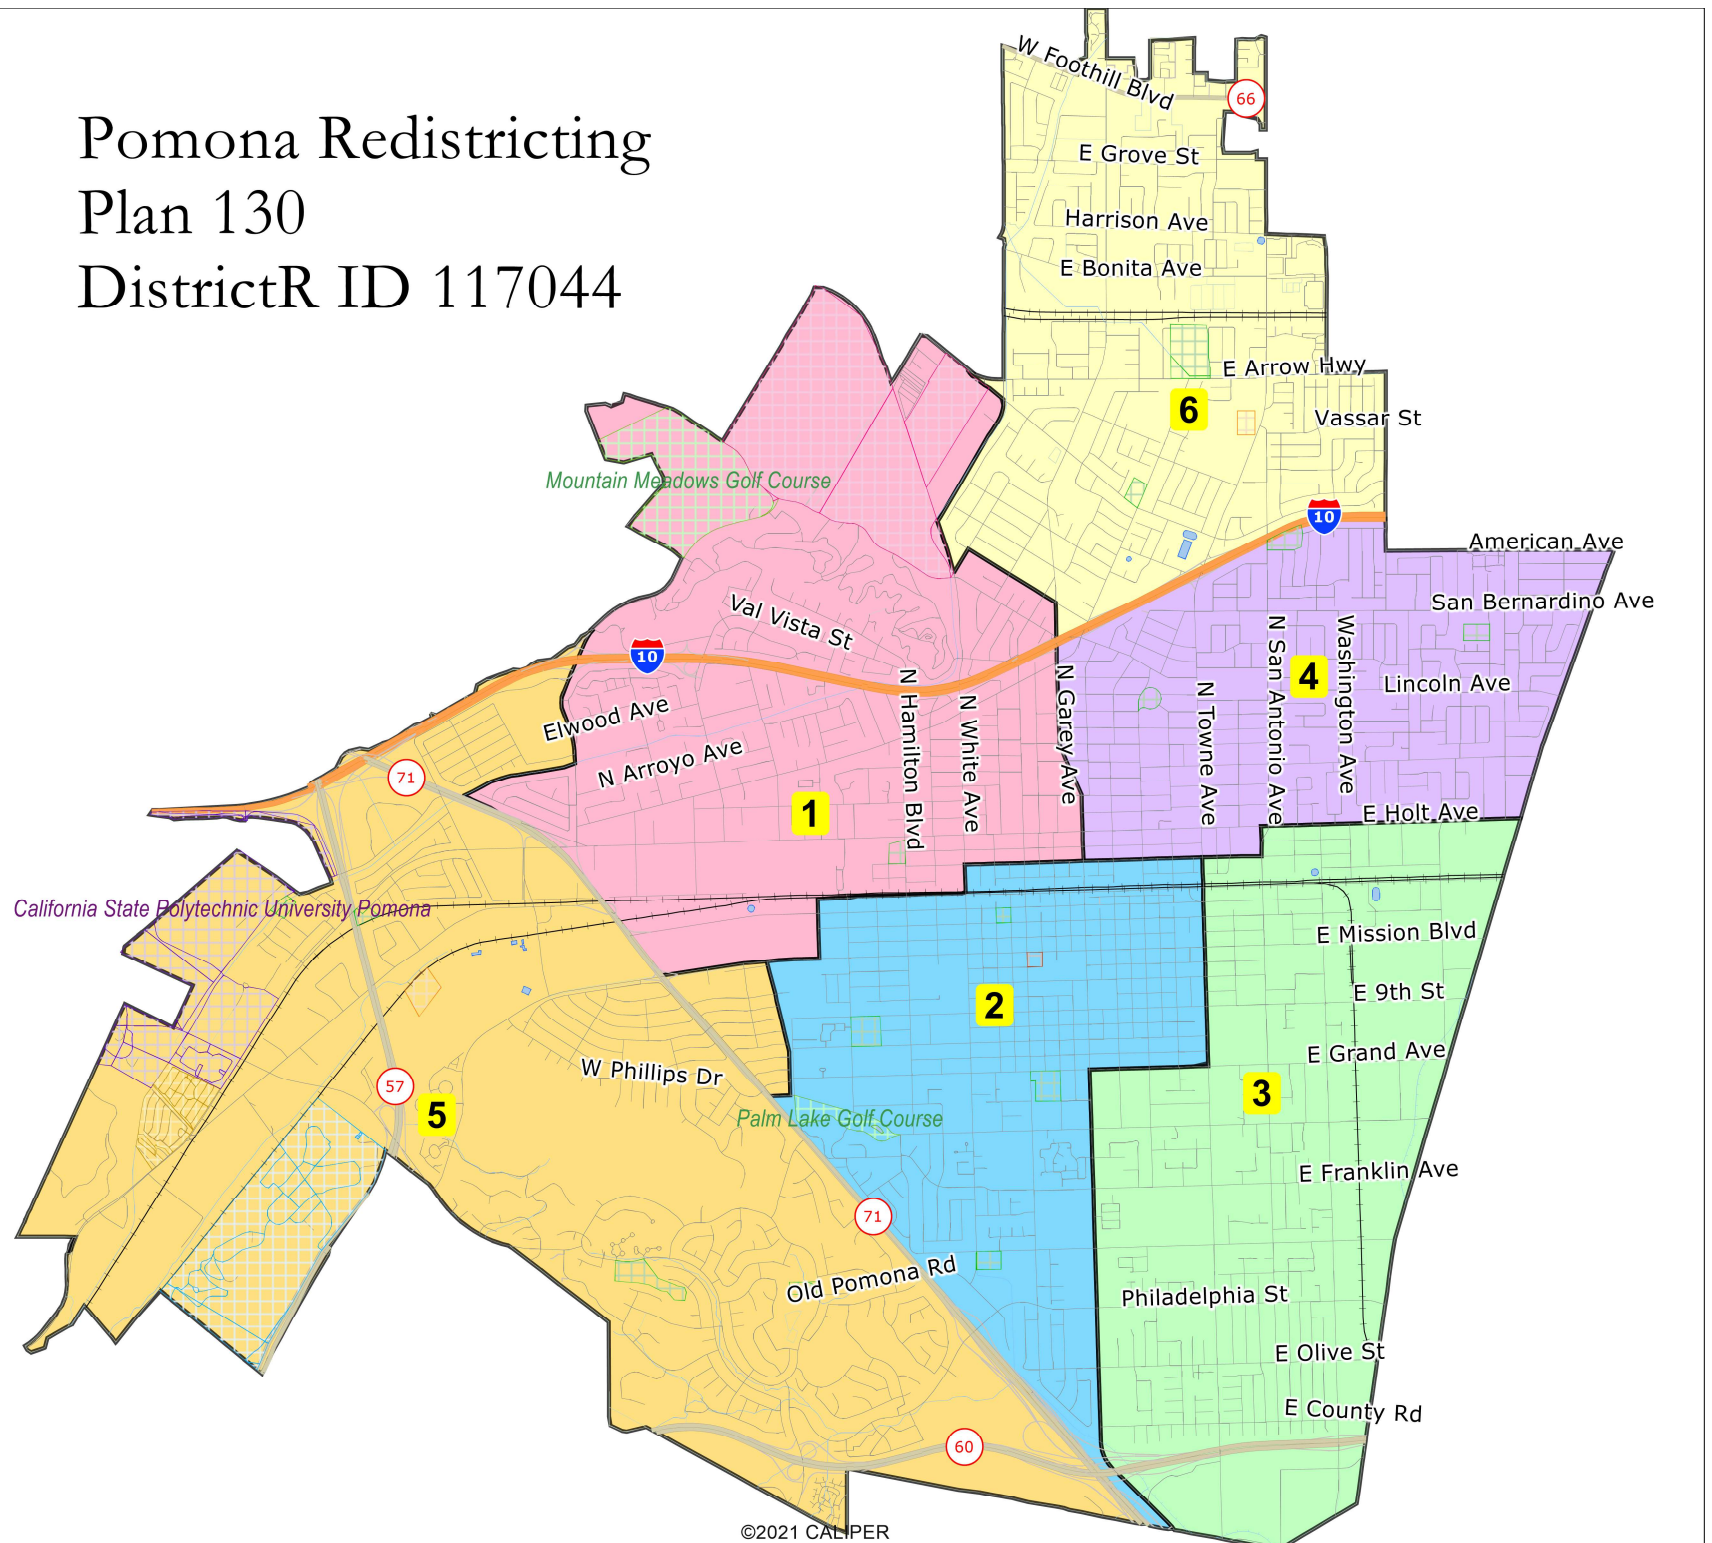 Pomona Redistricting
Plan 130
DistrictR ID 117044
W Foothill Blvd
66
E Grove St
Harrison Ave
E Bonita Ave
E Arrow Hwy
6
Vassar St
Mountain Meadows Golf Course
10
American Ave
San Bernardino Ave
Val Vista St
10
N Garey Ave
N Towne Ave
N San Antonio Ave
Washington Ave
4
Lincoln Ave
N Hamilton Blvd
N White Ave
Elwood Ave
N Arroyo Ave
71
1
E Holt Ave
California State Polytechnic University Pomona
E Mission Blvd
2
E 9th St
E Grand Ave
W Phillips Dr
57
5
3
Palm Lake Golf Course
E Franklin Ave
71
Old Pomona Rd
Philadelphia St
E Olive St
E County Rd
60
©2021 CALIPER